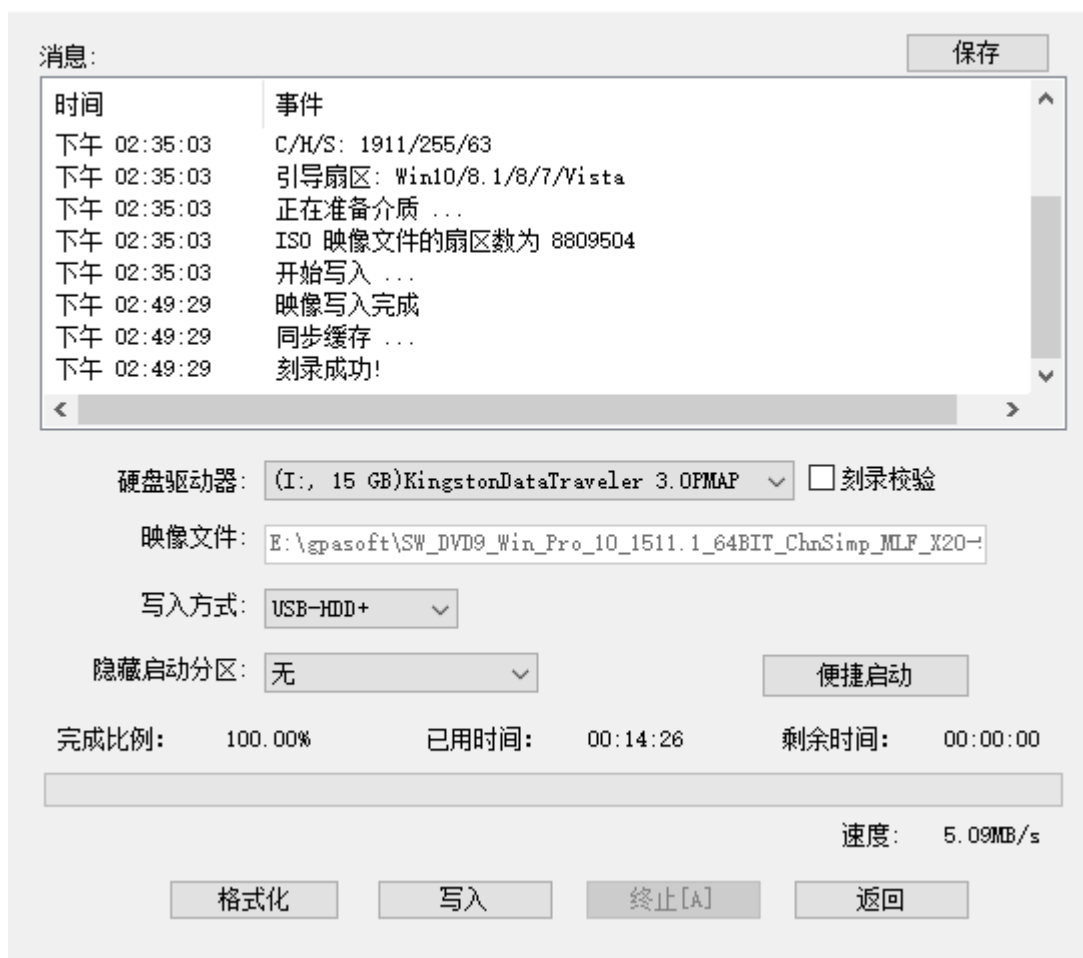 消息:
保存
时间 事件
下午 02:35:03 C/H/S: 1911/255/63
下午 02:35:03 引导扇区: Win10/8.1/8/7/Vista
下午 02:35:03 正在准备介质 ...
下午 02:35:03 ISO 映像文件的扇区数为 8809504
下午 02:35:03 开始写入 ...
下午 02:49:29 映像写入完成
下午 02:49:29 同步缓存 ...
下午 02:49:29 刻录成功!
硬盘驱动器: (I:, 15 GB)KingstonDataTraveler 3.0PMAP 刻录校验
映像文件: E:\gpasoft\SW_DVD9_Win_Pro_10_1511.1_64BIT_ChnSimp_MLF_X20-
写入方式: USB-HDD+
隐藏启动分区: 无 便捷启动
完成比例: 100.00% 已用时间: 00:14:26 剩余时间: 00:00:00
速度: 5.09MB/s
格式化 写入 终止[A] 返回